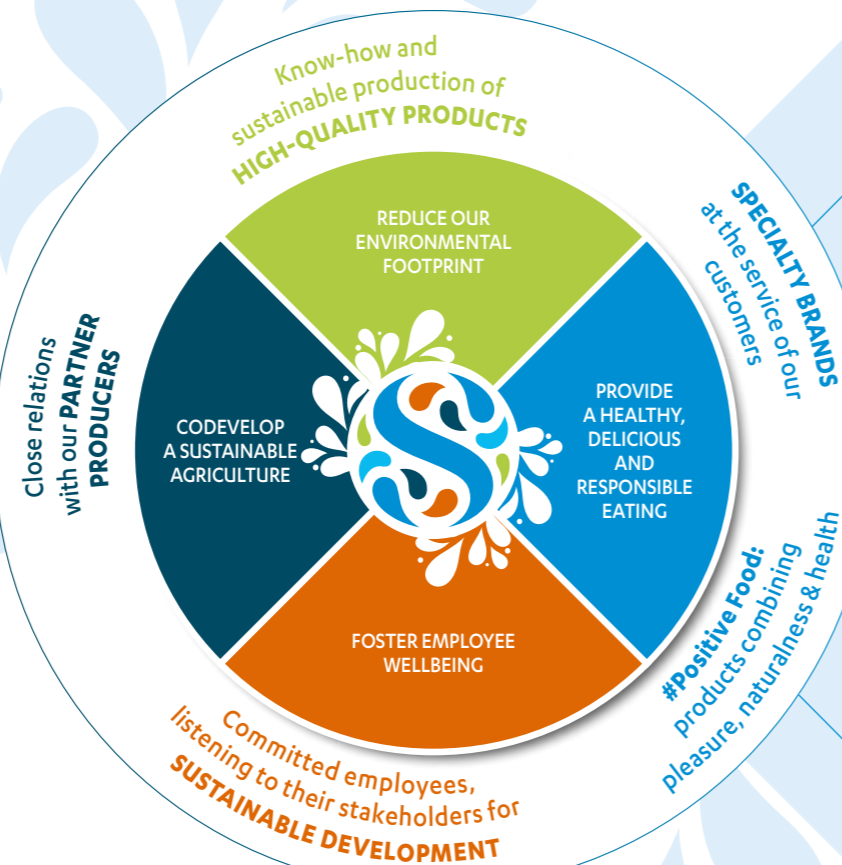 Know-how and
sustainable production of
HIGH-QUALITY PRODUCTS
REDUCE OUR
ENVIRONMENTAL
FOOTPRINT
SPECIALTY BRANDS
at the service of our
customers
PROVIDE
A HEALTHY,
DELICIOUS
AND
RESPONSIBLE
EATING
#Positive Food:
products combining
pleasure, naturalness & health
FOSTER EMPLOYEE
WELLBEING
Committed employees,
listening to their stakeholders for
SUSTAINABLE DEVELOPMENT
CODEVELOP
A SUSTAINABLE
AGRICULTURE
Close relations
with our PARTNER
PRODUCERS